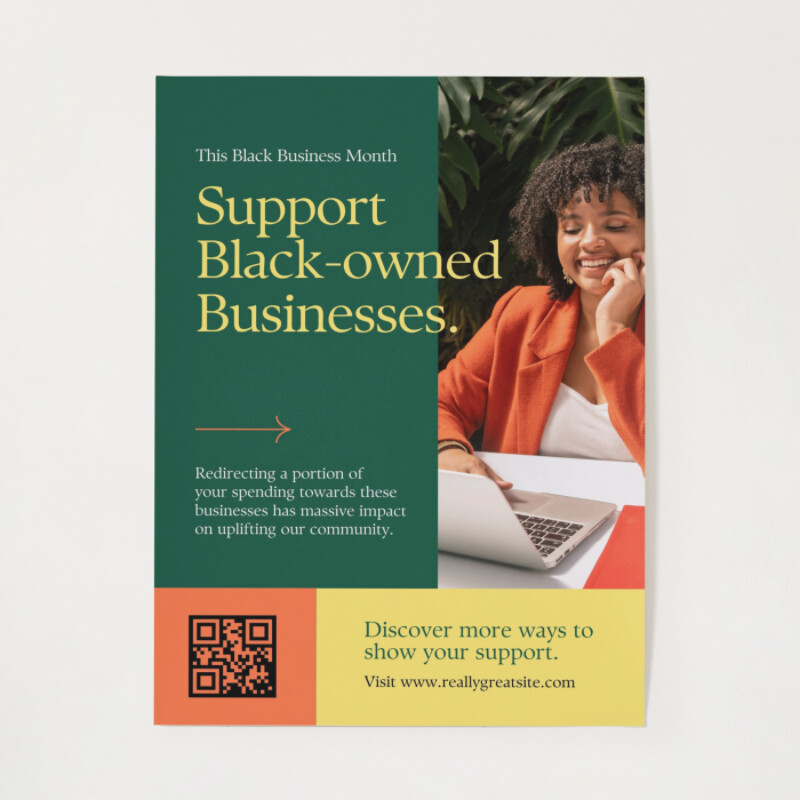 This Black Business Month
Support
Black-owned
Businesses.
Redirecting a portion of
your spending towards these
businesses has massive impact
on uplifting our community.
Discover more ways to
show your support.
Visit www.reallygreatsite.com